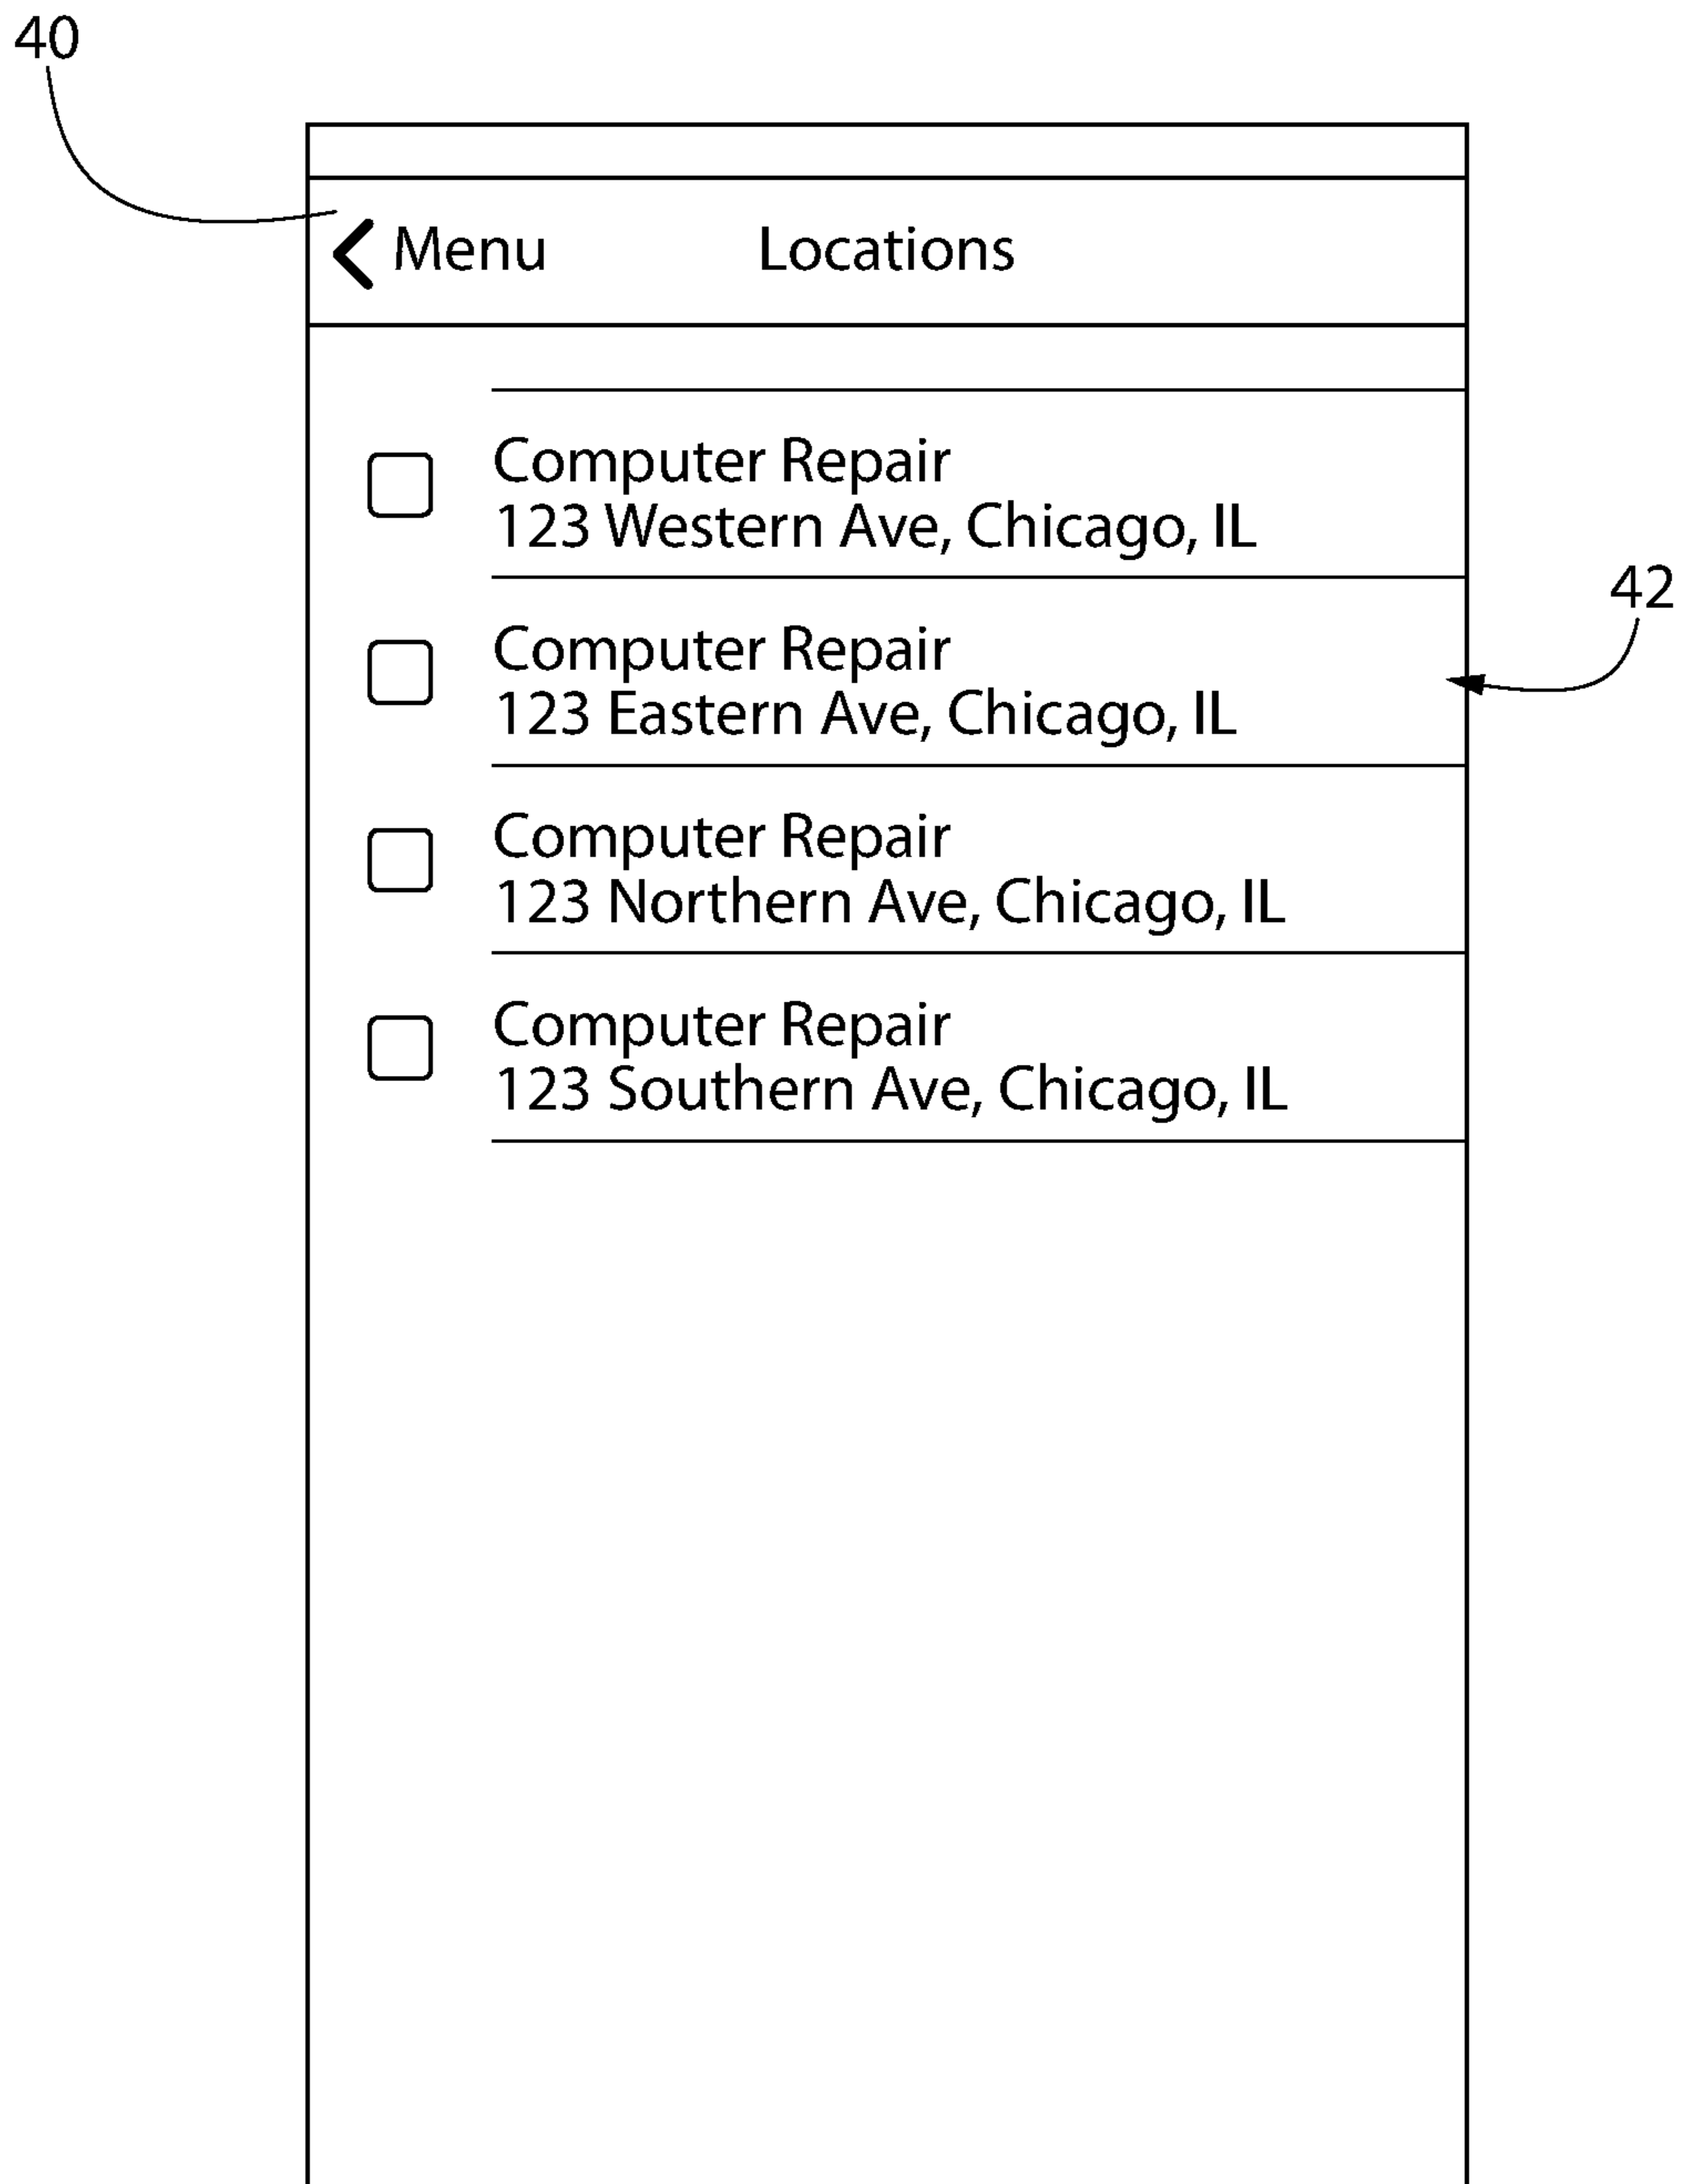 40
Menu Locations
Computer Repair
123 Western Ave, Chicago, IL
42
Computer Repair
123 Eastern Ave, Chicago, IL
Computer Repair
123 Northern Ave, Chicago, IL
Computer Repair
123 Southern Ave, Chicago, IL